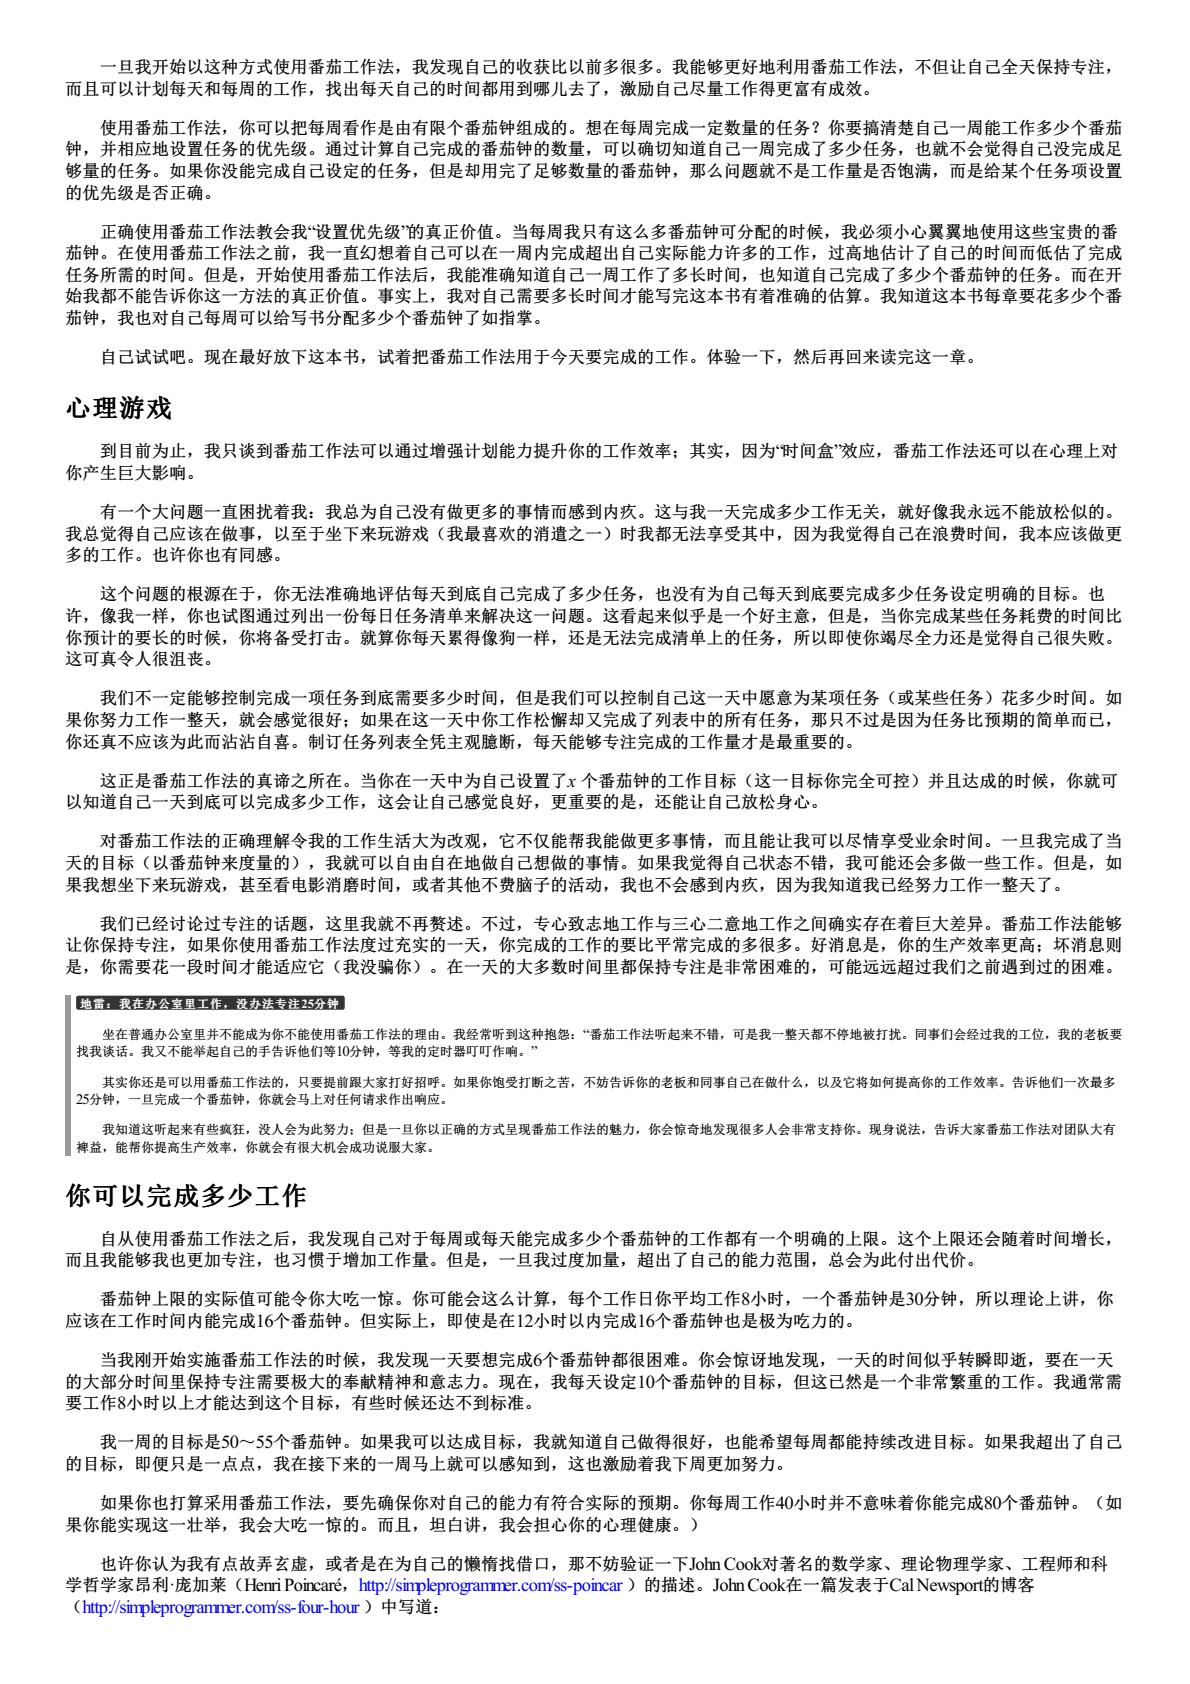 一旦我开始以这种方式使用番茄工作法，我发现自己的收获比以前多很多。我能够更好地利用番茄工作法，不但让自己全天保持专注，
而且可以计划每天和每周的工作，找出每天自己的时间都用到哪儿去了，激励自己尽量工作得更富有成效。
使用番茄工作法，你可以把每周看作是由有限个番茄钟组成的。想在每周完成一定数量的任务？你要搞清楚自己一周能工作多少个番茄
钟，并相应地设置任务的优先级。通过计算自己完成的番茄钟的数量，可以确切知道自己一周完成了多少任务，也就不会觉得自己没完成足
够量的任务。如果你没能完成自己设定的任务，但是却用完了足够数量的番茄钟，那么问题就不是工作量是否饱满，而是给某个任务项设置
的优先级是否正确。
正确使用番茄工作法教会我“设置优先级”的真正价值。当每周我只有这么多番茄钟可分配的时候，我必须小心翼翼地使用这些宝贵的番
茄钟。在使用番茄工作法之前，我一直幻想着自己可以在一周内完成超出自己实际能力许多的工作，过高地估计了自己的时间而低估了完成
任务所需的时间。但是，开始使用番茄工作法后，我能准确知道自己一周工作了多长时间，也知道自己完成了多少个番茄钟的任务。而在开
始我都不能告诉你这一方法的真正价值。事实上，我对自己需要多长时间才能写完这本书有着准确的估算。我知道这本书每章要花多少个番
茄钟，我也对自己每周可以给写书分配多少个番茄钟了如指掌。
自己试试吧。现在最好放下这本书，试着把番茄工作法用于今天要完成的工作。体验一下，然后再回来读完这一章。
心理游戏
到目前为止，我只谈到番茄工作法可以通过增强计划能力提升你的工作效率；其实，因为“时间盒”效应，番茄工作法还可以在心理上对
你产生巨大影响。
有一个大问题一直困扰着我：我总为自己没有做更多的事情而感到内疚。这与我一天完成多少工作无关，就好像我永远不能放松似的。
我总觉得自己应该在做事，以至于坐下来玩游戏（我最喜欢的消遣之一）时我都无法享受其中，因为我觉得自己在浪费时间，我本应该做更
多的工作。也许你也有同感。
这个问题的根源在于，你无法准确地评估每天到底自己完成了多少任务，也没有为自己每天到底要完成多少任务设定明确的目标。也
许，像我一样，你也试图通过列出一份每日任务清单来解决这一问题。这看起来似乎是一个好主意，但是，当你完成某些任务耗费的时间比
你预计的要长的时候，你将备受打击。就算你每天累得像狗一样，还是无法完成清单上的任务，所以即使你竭尽全力还是觉得自己很失败。
这可真令人很沮丧。
我们不一定能够控制完成一项任务到底需要多少时间，但是我们可以控制自己这一天中愿意为某项任务（或某些任务）花多少时间。如
果你努力工作一整天，就会感觉很好；如果在这一天中你工作松懈却又完成了列表中的所有任务，那只不过是因为任务比预期的简单而已，
你还真不应该为此而沾沾自喜。制订任务列表全凭主观臆断，每天能够专注完成的工作量才是最重要的。
这正是番茄工作法的真谛之所在。当你在一天中为自己设置了x 个番茄钟的工作目标（这一目标你完全可控）并且达成的时候，你就可
以知道自己一天到底可以完成多少工作，这会让自己感觉良好，更重要的是，还能让自己放松身心。
对番茄工作法的正确理解令我的工作生活大为改观，它不仅能帮我能做更多事情，而且能让我可以尽情享受业余时间。一旦我完成了当
天的目标（以番茄钟来度量的），我就可以自由自在地做自己想做的事情。如果我觉得自己状态不错，我可能还会多做一些工作。但是，如
果我想坐下来玩游戏，甚至看电影消磨时间，或者其他不费脑子的活动，我也不会感到内疚，因为我知道我已经努力工作一整天了。
我们已经讨论过专注的话题，这里我就不再赘述。不过，专心致志地工作与三心二意地工作之间确实存在着巨大差异。番茄工作法能够
让你保持专注，如果你使用番茄工作法度过充实的一天，你完成的工作的要比平常完成的多很多。好消息是，你的生产效率更高；坏消息则
是，你需要花一段时间才能适应它（我没骗你）。在一天的大多数时间里都保持专注是非常困难的，可能远远超过我们之前遇到过的困难。
地雷：我在办公室里工作，没办法专注25分钟
坐在普通办公室里并不能成为你不能使用番茄工作法的理由。我经常听到这种抱怨：“番茄工作法听起来不错，可是我一整天都不停地被打扰。同事们会经过我的工位，我的老板要
找我谈话。我又不能举起自己的手告诉他们等10分钟，等我的定时器叮叮作响。”
其实你还是可以用番茄工作法的，只要提前跟大家打好招呼。如果你饱受打断之苦，不妨告诉你的老板和同事自己在做什么，以及它将如何提高你的工作效率。告诉他们一次最多
25分钟，一旦完成一个番茄钟，你就会马上对任何请求作出响应。
我知道这听起来有些疯狂，没人会为此努力；但是一旦你以正确的方式呈现番茄工作法的魅力，你会惊奇地发现很多人会非常支持你。现身说法，告诉大家番茄工作法对团队大有
裨益，能帮你提高生产效率，你就会有很大机会成功说服大家。
你可以完成多少工作
自从使用番茄工作法之后，我发现自己对于每周或每天能完成多少个番茄钟的工作都有一个明确的上限。这个上限还会随着时间增长，
而且我能够我也更加专注，也习惯于增加工作量。但是，一旦我过度加量，超出了自己的能力范围，总会为此付出代价。
番茄钟上限的实际值可能令你大吃一惊。你可能会这么计算，每个工作日你平均工作8小时，一个番茄钟是30分钟，所以理论上讲，你
应该在工作时间内能完成16个番茄钟。但实际上，即使是在12小时以内完成16个番茄钟也是极为吃力的。
当我刚开始实施番茄工作法的时候，我发现一天要想完成6个番茄钟都很困难。你会惊讶地发现，一天的时间似乎转瞬即逝，要在一天
的大部分时间里保持专注需要极大的奉献精神和意志力。现在，我每天设定10个番茄钟的目标，但这已然是一个非常繁重的工作。我通常需
要工作8小时以上才能达到这个目标，有些时候还达不到标准。
我一周的目标是50～55个番茄钟。如果我可以达成目标，我就知道自己做得很好，也能希望每周都能持续改进目标。如果我超出了自己
的目标，即便只是一点点，我在接下来的一周马上就可以感知到，这也激励着我下周更加努力。
如果你也打算采用番茄工作法，要先确保你对自己的能力有符合实际的预期。你每周工作40小时并不意味着你能完成80个番茄钟。（如
果你能实现这一壮举，我会大吃一惊的。而且，坦白讲，我会担心你的心理健康。）
也许你认为我有点故弄玄虚，或者是在为自己的懒惰找借口，那不妨验证一下John Cook对著名的数学家、理论物理学家、工程师和科
学哲学家昂利·庞加莱（Henri Poincaré，http://simpleprogrammer.com/ss-poincar ）的描述。John Cook在一篇发表于Cal Newsport的博客
（http://simpleprogrammer.com/ss-four-hour ）中写道：